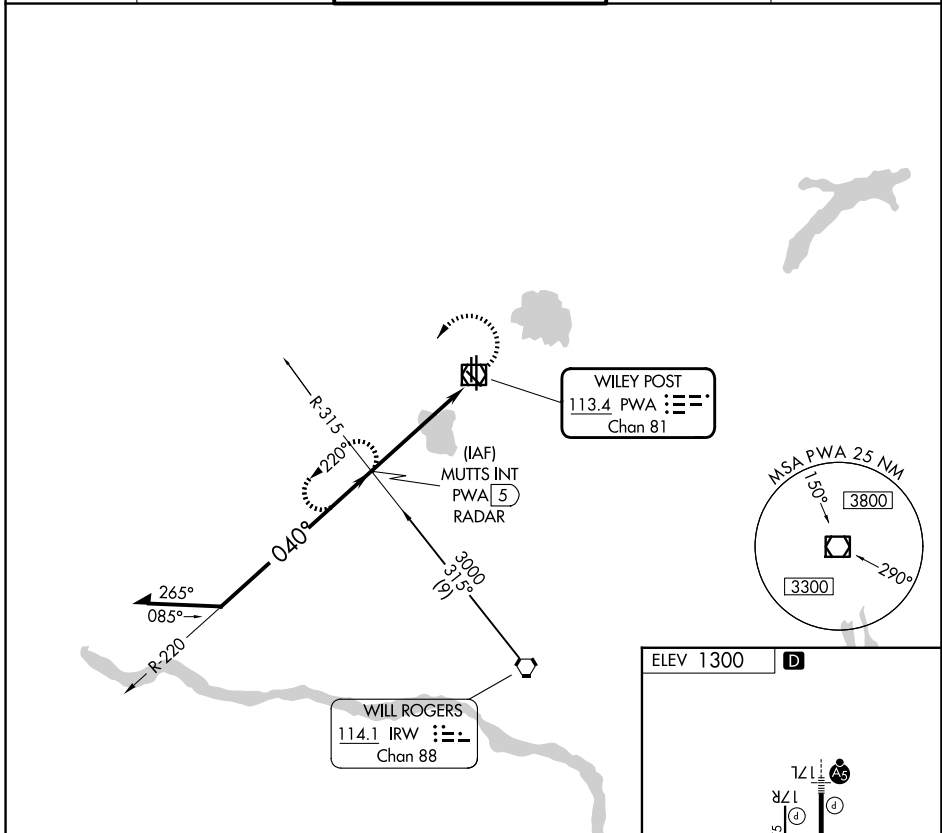 R-315
220°
WILEY POST
113.4 PWA
Chan 81
(IAF)
MUTTS INT
PWA 5
RADAR
MSA PWA 25 NM
150°
3800
290°
3300
040°
3000
315°
(9)
265°
085°
R-220
WILL ROGERS
114.1 IRW
Chan 88
ELEV 1300 D
17L
A5
17R
P
P
5